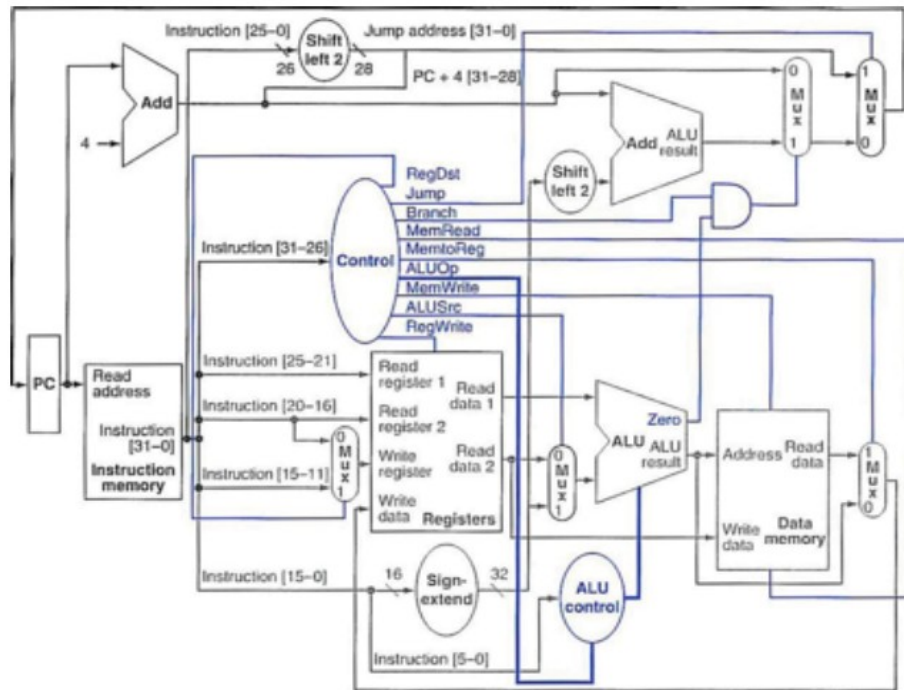 Instruction [25–0]
Shift
left 2
Jump address [31–0]
26
28
PC + 4 [31–28]
Add
4
0
M
u
x
1
1
M
u
x
0
Add
ALU
result
Shift
left 2
RegDst
Jump
Branch
MemRead
MemtoReg
ALUOp
MemWrite
ALUSrc
RegWrite
Instruction [31–26]
Control
PC
Read
address
Instruction
[31–0]
Instruction
memory
Instruction [25–21]
Instruction [20–16]
Instruction [15–11]
0
M
u
x
1
Read
register 1
Read
register 2
Write
register
Write
data
Read
data 1
Read
data 2
Registers
0
M
u
x
1
Zero
ALU
ALU
result
Address
Read
data
Write
data
Data
memory
1
M
u
x
0
Instruction [15–0]
16
Sign-
extend
32
ALU
control
Instruction [5–0]